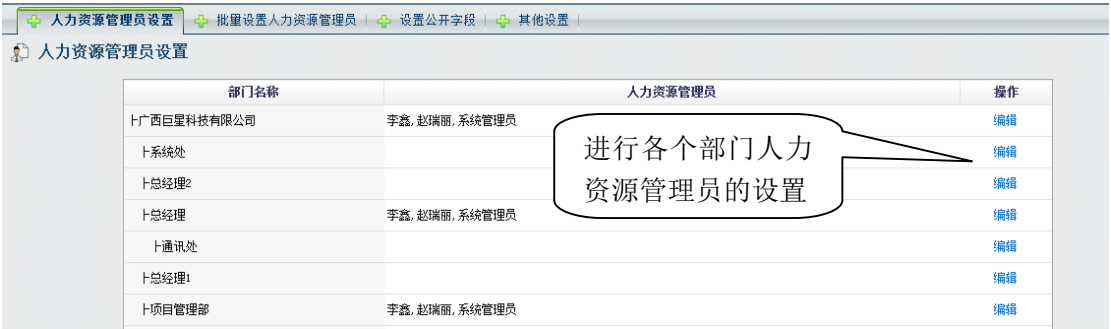 人力资源管理员设置 批量设置人力资源管理员 设置公开字段 其他设置
人力资源管理员设置
部门名称 人力资源管理员 操作
├广西巨星科技有限公司 李鑫, 赵瑞丽, 系统管理员 编辑
├系统处 编辑
├总经理2 编辑
├总经理 李鑫, 赵瑞丽, 系统管理员 编辑
├通讯处 编辑
├总经理1 编辑
├项目管理部 李鑫, 赵瑞丽, 系统管理员 编辑
进行各个部门人力
资源管理员的设置